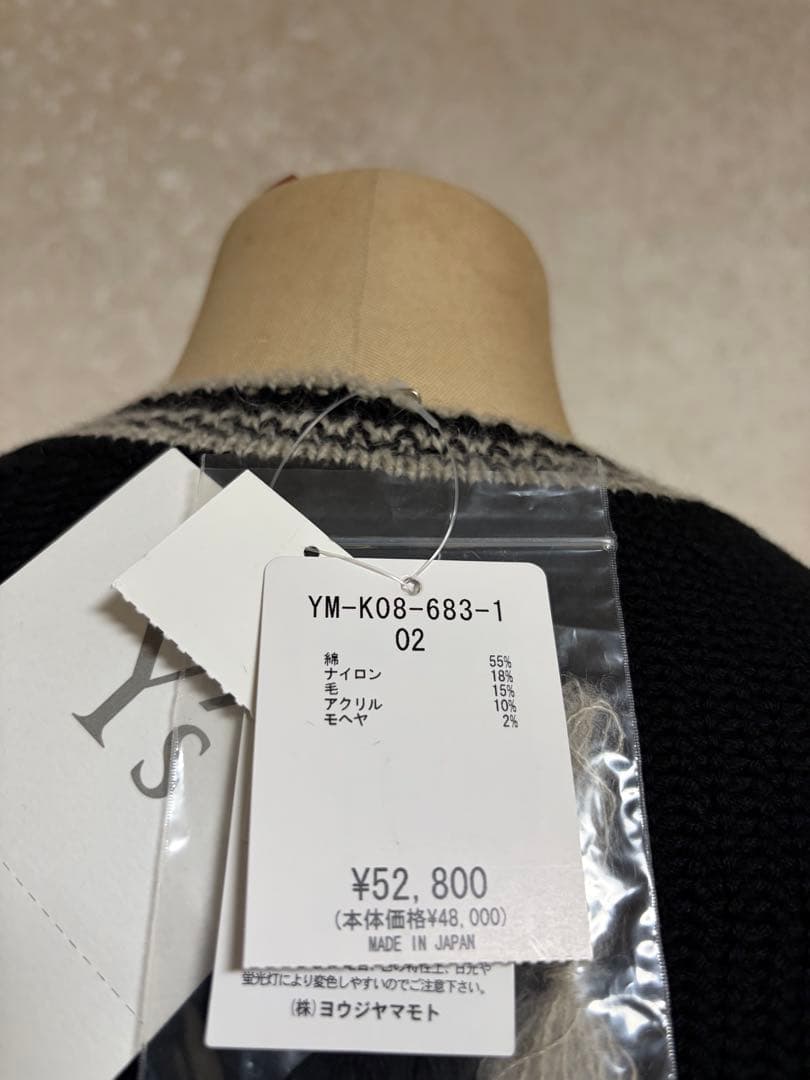 Y's
YM-K08-683-1
02
綿 55%
ナイロン 18%
毛 15%
アクリル 10%
モヘヤ 2%
¥52,800
(本体価格¥48,000)
MADE IN JAPAN
蛍光灯により変色しやすいのでご注意下さい。
(株)ヨウジヤマモト